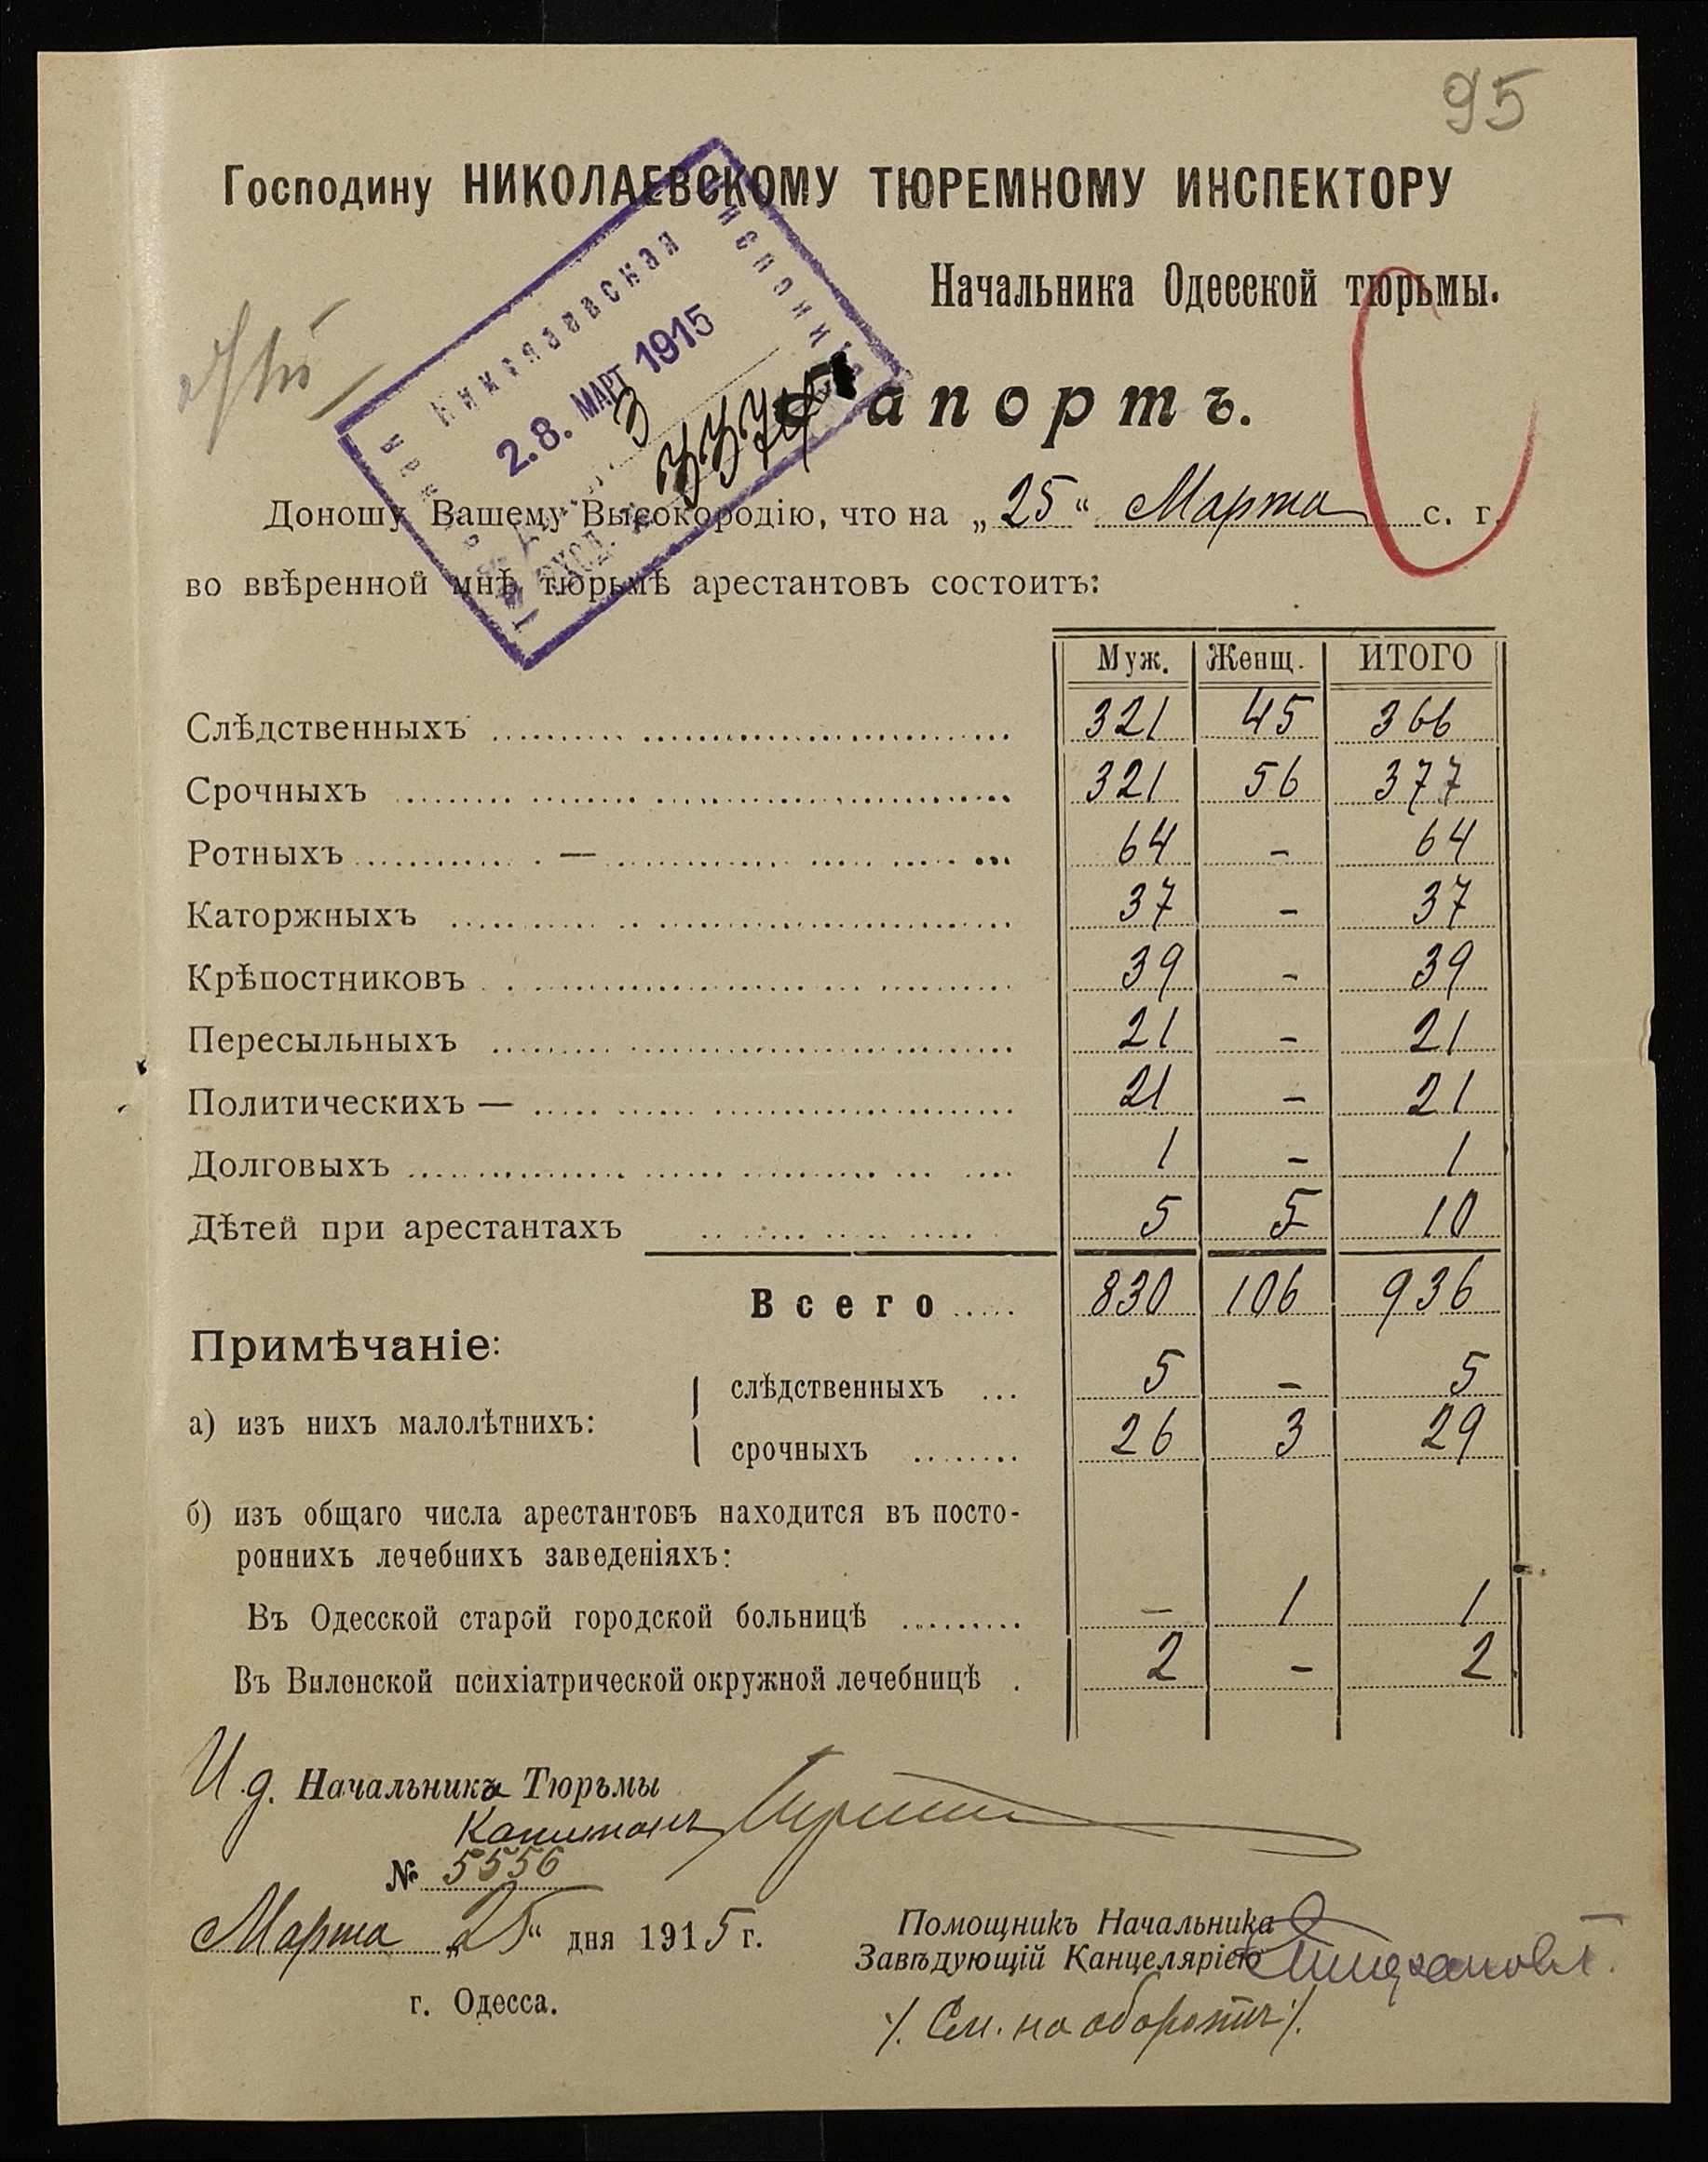 95
Господину НИКОЛАЕВСКОМУ ТЮРЕМНОМУ ИНСПЕКТОРУ
Начальника Одесской тюрьмы.
Николаевская
28. МАРТ 1915
апортъ.
Доношу Вашему Высокородію, что на „25“ Марта с. г.
во ввѣренной мнѣ тюрьмѣ арестантовъ состоитъ:
Муж. Женщ. ИТОГО
Слѣдственныхъ 321 45 366
Срочныхъ 321 56 377
Ротныхъ — 64 - 64
Каторжныхъ 37 - 37
Крѣпостниковъ 39 - 39
Пересыльныхъ 21 - 21
Политическихъ — 21 - 21
Долговыхъ 1 - 1
Дѣтей при арестантахъ 5 5 10
Всего 830 106 936
Примѣчаніе:
слѣдственныхъ 5 - 5
а) изъ нихъ малолѣтнихъ:
срочныхъ 26 3 29
б) изъ общаго числа арестантовъ находится въ посто-
роннихъ лечебнихъ заведеніяхъ:
Въ Одесской старой городской больницѣ - 1 1
Въ Виленской психіатрической окружной лечебницѣ 2 - 2
И.д. Начальника Тюрьмы
Капитанъ
№ 5556
Марта „25“ дня 1915 г.
Помощникъ Начальника
Завѣдующій Канцеляріею
г. Одесса.
/. См. на оборотѣ /.